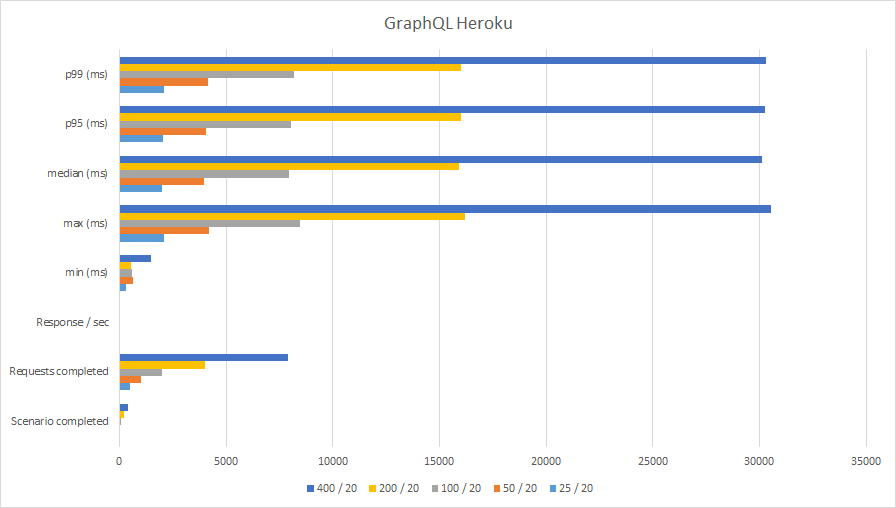 GraphQL Heroku
p99 (ms)
p95 (ms)
median (ms)
max (ms)
min (ms)
Response / sec
Requests completed
Scenario completed
0 5000 10000 15000 20000 25000 30000 35000
400 / 20 200 / 20 100 / 20 50 / 20 25 / 20